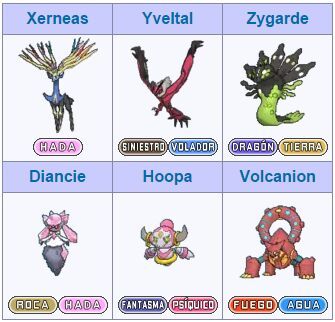 Xerneas Yveltal Zygarde
HADA SINIESTRO VOLADOR DRAGÓN TIERRA
Diancie Hoopa Volcanion
ROCA HADA FANTASMA PSÍQUICO FUEGO AGUA